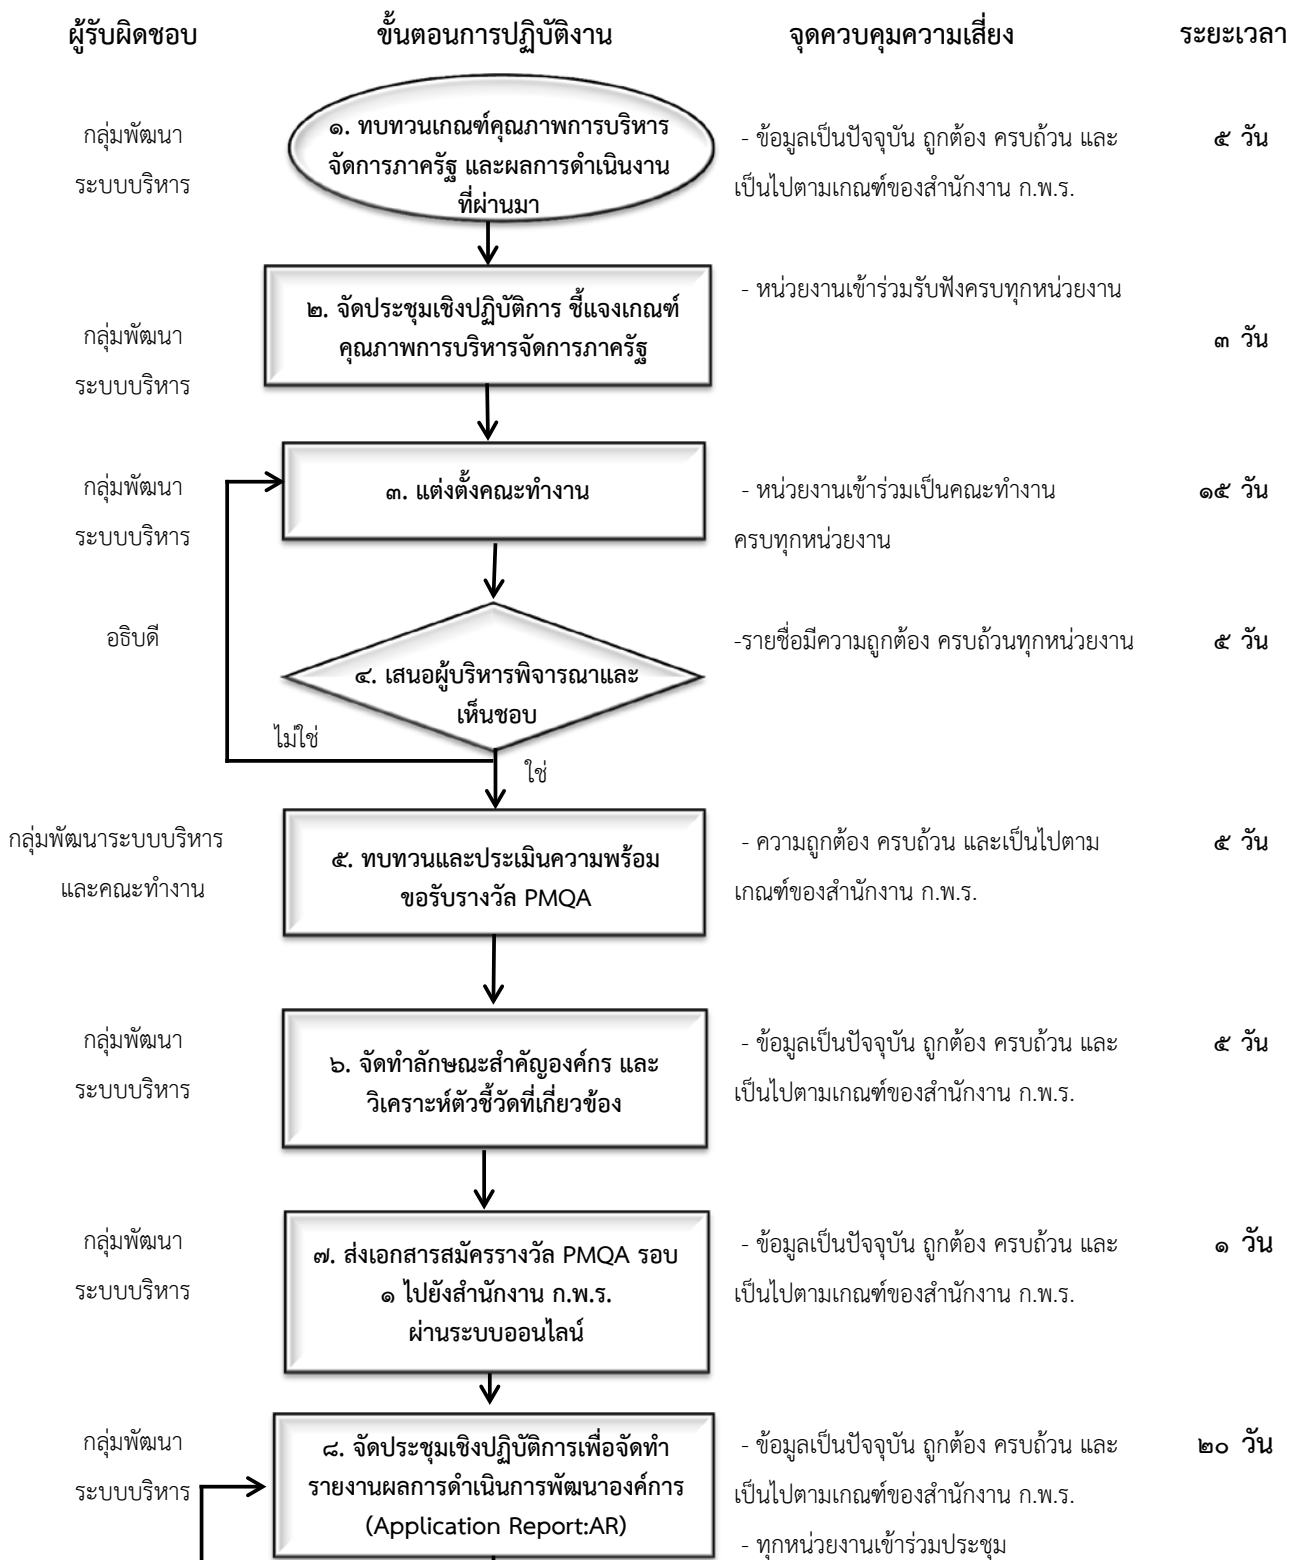 ผู้รับผิดชอบ ขั้นตอนการปฏิบัติงาน จุดควบคุมความเสี่ยง ระยะเวลา
กลุ่มพัฒนา
ระบบบริหาร
๑. ทบทวนเกณฑ์คุณภาพการบริหาร
จัดการภาครัฐ และผลการดำเนินงาน
ที่ผ่านมา
- ข้อมูลเป็นปัจจุบัน ถูกต้อง ครบถ้วน และ
เป็นไปตามเกณฑ์ของสำนักงาน ก.พ.ร.
๕ วัน
กลุ่มพัฒนา
ระบบบริหาร
๒. จัดประชุมเชิงปฏิบัติการ ชี้แจงเกณฑ์
คุณภาพการบริหารจัดการภาครัฐ
- หน่วยงานเข้าร่วมรับฟังครบทุกหน่วยงาน
๓ วัน
กลุ่มพัฒนา
ระบบบริหาร
๓. แต่งตั้งคณะทำงาน
- หน่วยงานเข้าร่วมเป็นคณะทำงาน
ครบทุกหน่วยงาน
๑๕ วัน
อธิบดี
๔. เสนอผู้บริหารพิจารณาและ
เห็นชอบ
-รายชื่อมีความถูกต้อง ครบถ้วนทุกหน่วยงาน
๕ วัน
ไม่ใช่
ใช่
กลุ่มพัฒนาระบบบริหาร
และคณะทำงาน
๕. ทบทวนและประเมินความพร้อม
ขอรับรางวัล PMQA
- ความถูกต้อง ครบถ้วน และเป็นไปตาม
เกณฑ์ของสำนักงาน ก.พ.ร.
๕ วัน
กลุ่มพัฒนา
ระบบบริหาร
๖. จัดทำลักษณะสำคัญองค์กร และ
วิเคราะห์ตัวชี้วัดที่เกี่ยวข้อง
- ข้อมูลเป็นปัจจุบัน ถูกต้อง ครบถ้วน และ
เป็นไปตามเกณฑ์ของสำนักงาน ก.พ.ร.
๕ วัน
กลุ่มพัฒนา
ระบบบริหาร
๗. ส่งเอกสารสมัครรางวัล PMQA รอบ
๑ ไปยังสำนักงาน ก.พ.ร.
ผ่านระบบออนไลน์
- ข้อมูลเป็นปัจจุบัน ถูกต้อง ครบถ้วน และ
เป็นไปตามเกณฑ์ของสำนักงาน ก.พ.ร.
๑ วัน
กลุ่มพัฒนา
ระบบบริหาร
๘. จัดประชุมเชิงปฏิบัติการเพื่อจัดทำ
รายงานผลการดำเนินการพัฒนาองค์การ
(Application Report:AR)
- ข้อมูลเป็นปัจจุบัน ถูกต้อง ครบถ้วน และ
เป็นไปตามเกณฑ์ของสำนักงาน ก.พ.ร.
- ทุกหน่วยงานเข้าร่วมประชุม
๒๐ วัน